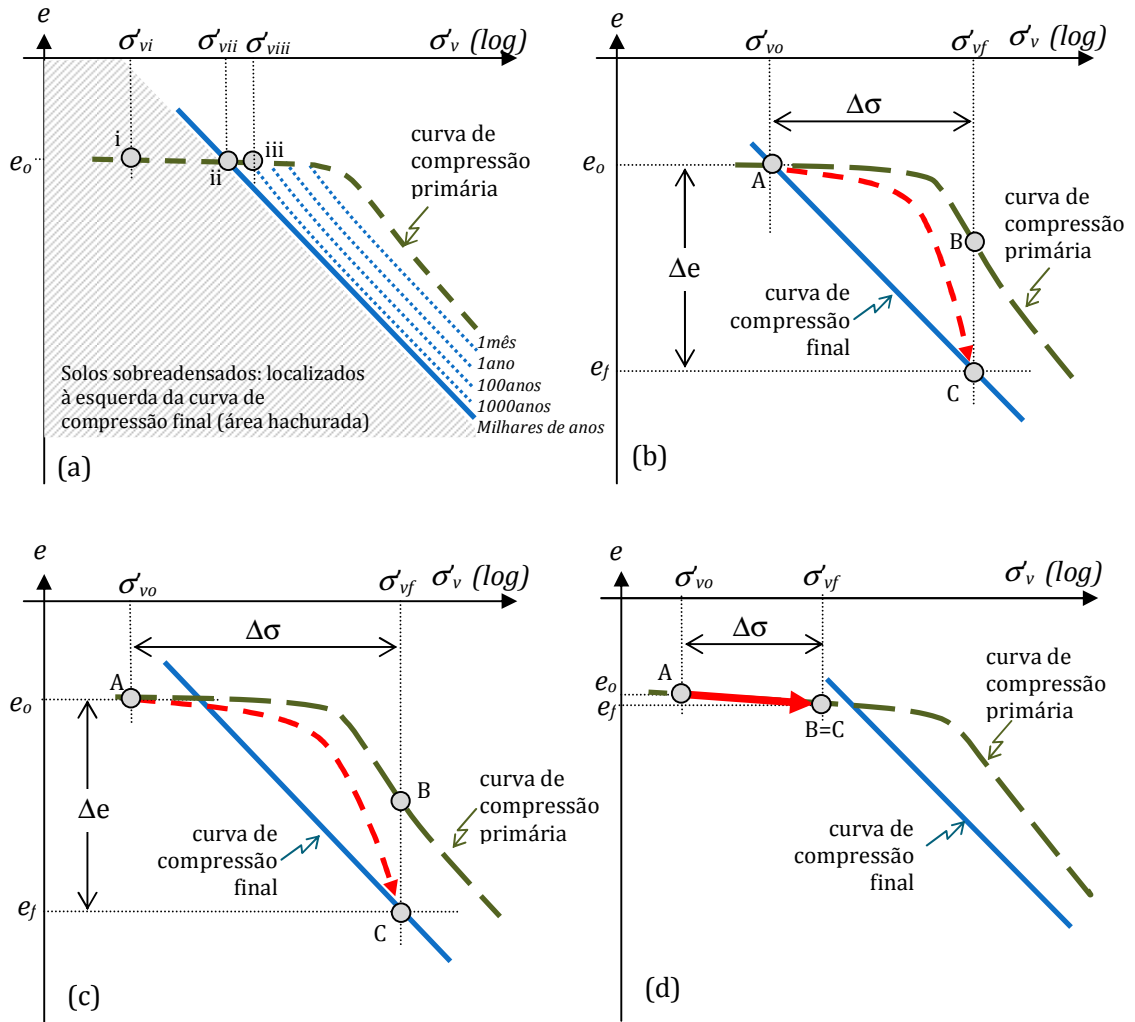 e
σ'vi
σ'vii
σ'viii
σ'v (log)
i
ii
iii
eo
curva de
compressão
primária
1mês
1ano
100anos
1000anos
Milhares de anos
Solos sobreadensados: localizados
à esquerda da curva de
compressão final (área hachurada)
(a)
e
σ'vo
σ'vf
σ'v (log)
Δσ
eo
A
Δe
B
curva de
compressão
primária
curva de
compressão
final
ef
C
(b)
e
σ'vo
σ'vf
σ'v (log)
Δσ
A
eo
Δe
B
curva de
compressão
primária
curva de
compressão
final
ef
C
(c)
e
σ'vo
σ'vf
σ'v (log)
Δσ
A
eo
ef
B=C
curva de
compressão
primária
curva de
compressão
final
(d)